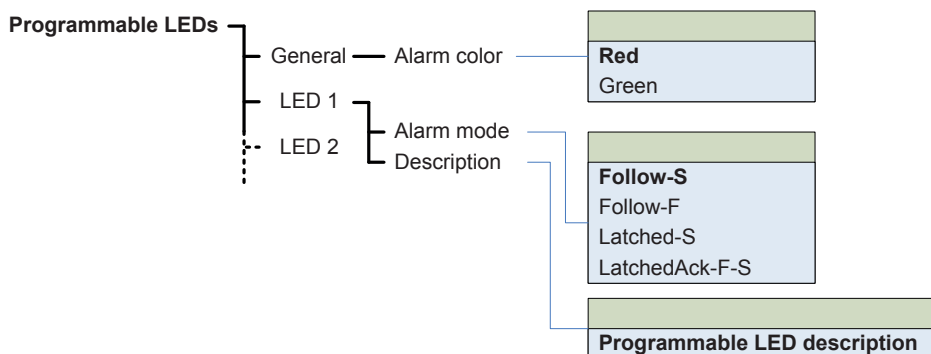 Programmable LEDs
General
Alarm color
Red
Green
LED 1
LED 2
Alarm mode
Description
Follow-S
Follow-F
Latched-S
LatchedAck-F-S
Programmable LED description